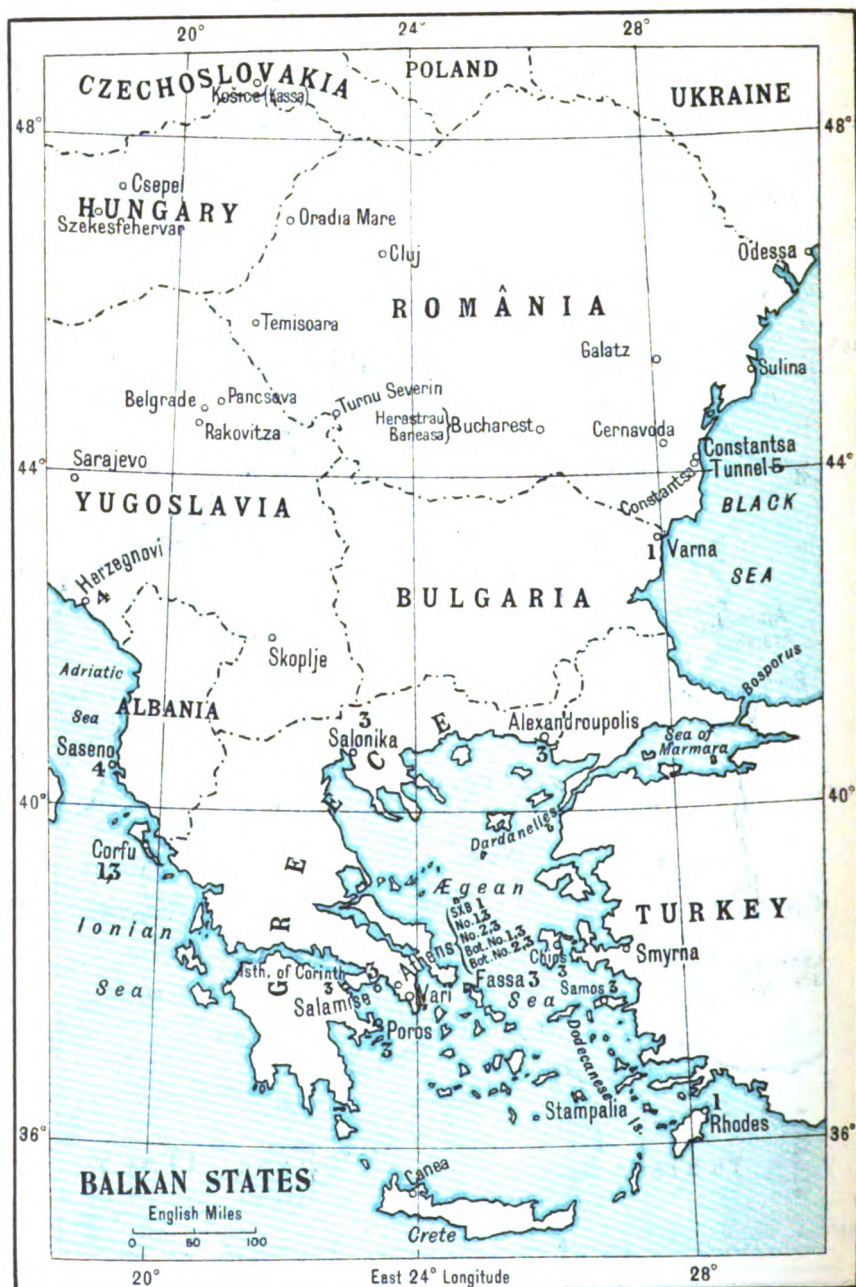 20° 24° 28°
CZECHOSLOVAKIA
POLAND
UKRAINE
Košice (Kassa)
48° 48°
Csepel
HUNGARY
Szekesfehervar
Oradia Mare
Cluj
Odessa
ROMÂNIA
Temisoara
Galatz
Sulina
Belgrade
Pancsova
Turnu Severin
Rakovitza
Herastrau
Baneasa
Bucharest
Cernavoda
Constantsa
Tunnel 5
Constantsa
44° 44°
Sarajevo
YUGOSLAVIA
BLACK
SEA
1 Varna
Herzegnovi
4
BULGARIA
Skoplje
Adriatic
Sea
ALBANIA
Bosporus
3
Salonika
Alexandroupolis
3
Sea of
Marmara
Saseno
4
GREECE
40° 40°
Dardanelles
Corfu
1,3
Ægean
Sea
TURKEY
Ionian
Sea
Athens
SXB 1
No. 1,3
No. 2,3
Bot. No. 1,3
Bot. No. 2,3
Chios
3
Smyrna
Isth. of Corinth
3
3
Salamise
Vari
Fassa 3
Samos 3
Poros
3
Dodecanese Is.
Stampalia
1
Rhodes
36° 36°
BALKAN STATES
English Miles
0 50 100
Canea
Crete
20° East 24° Longitude 28°